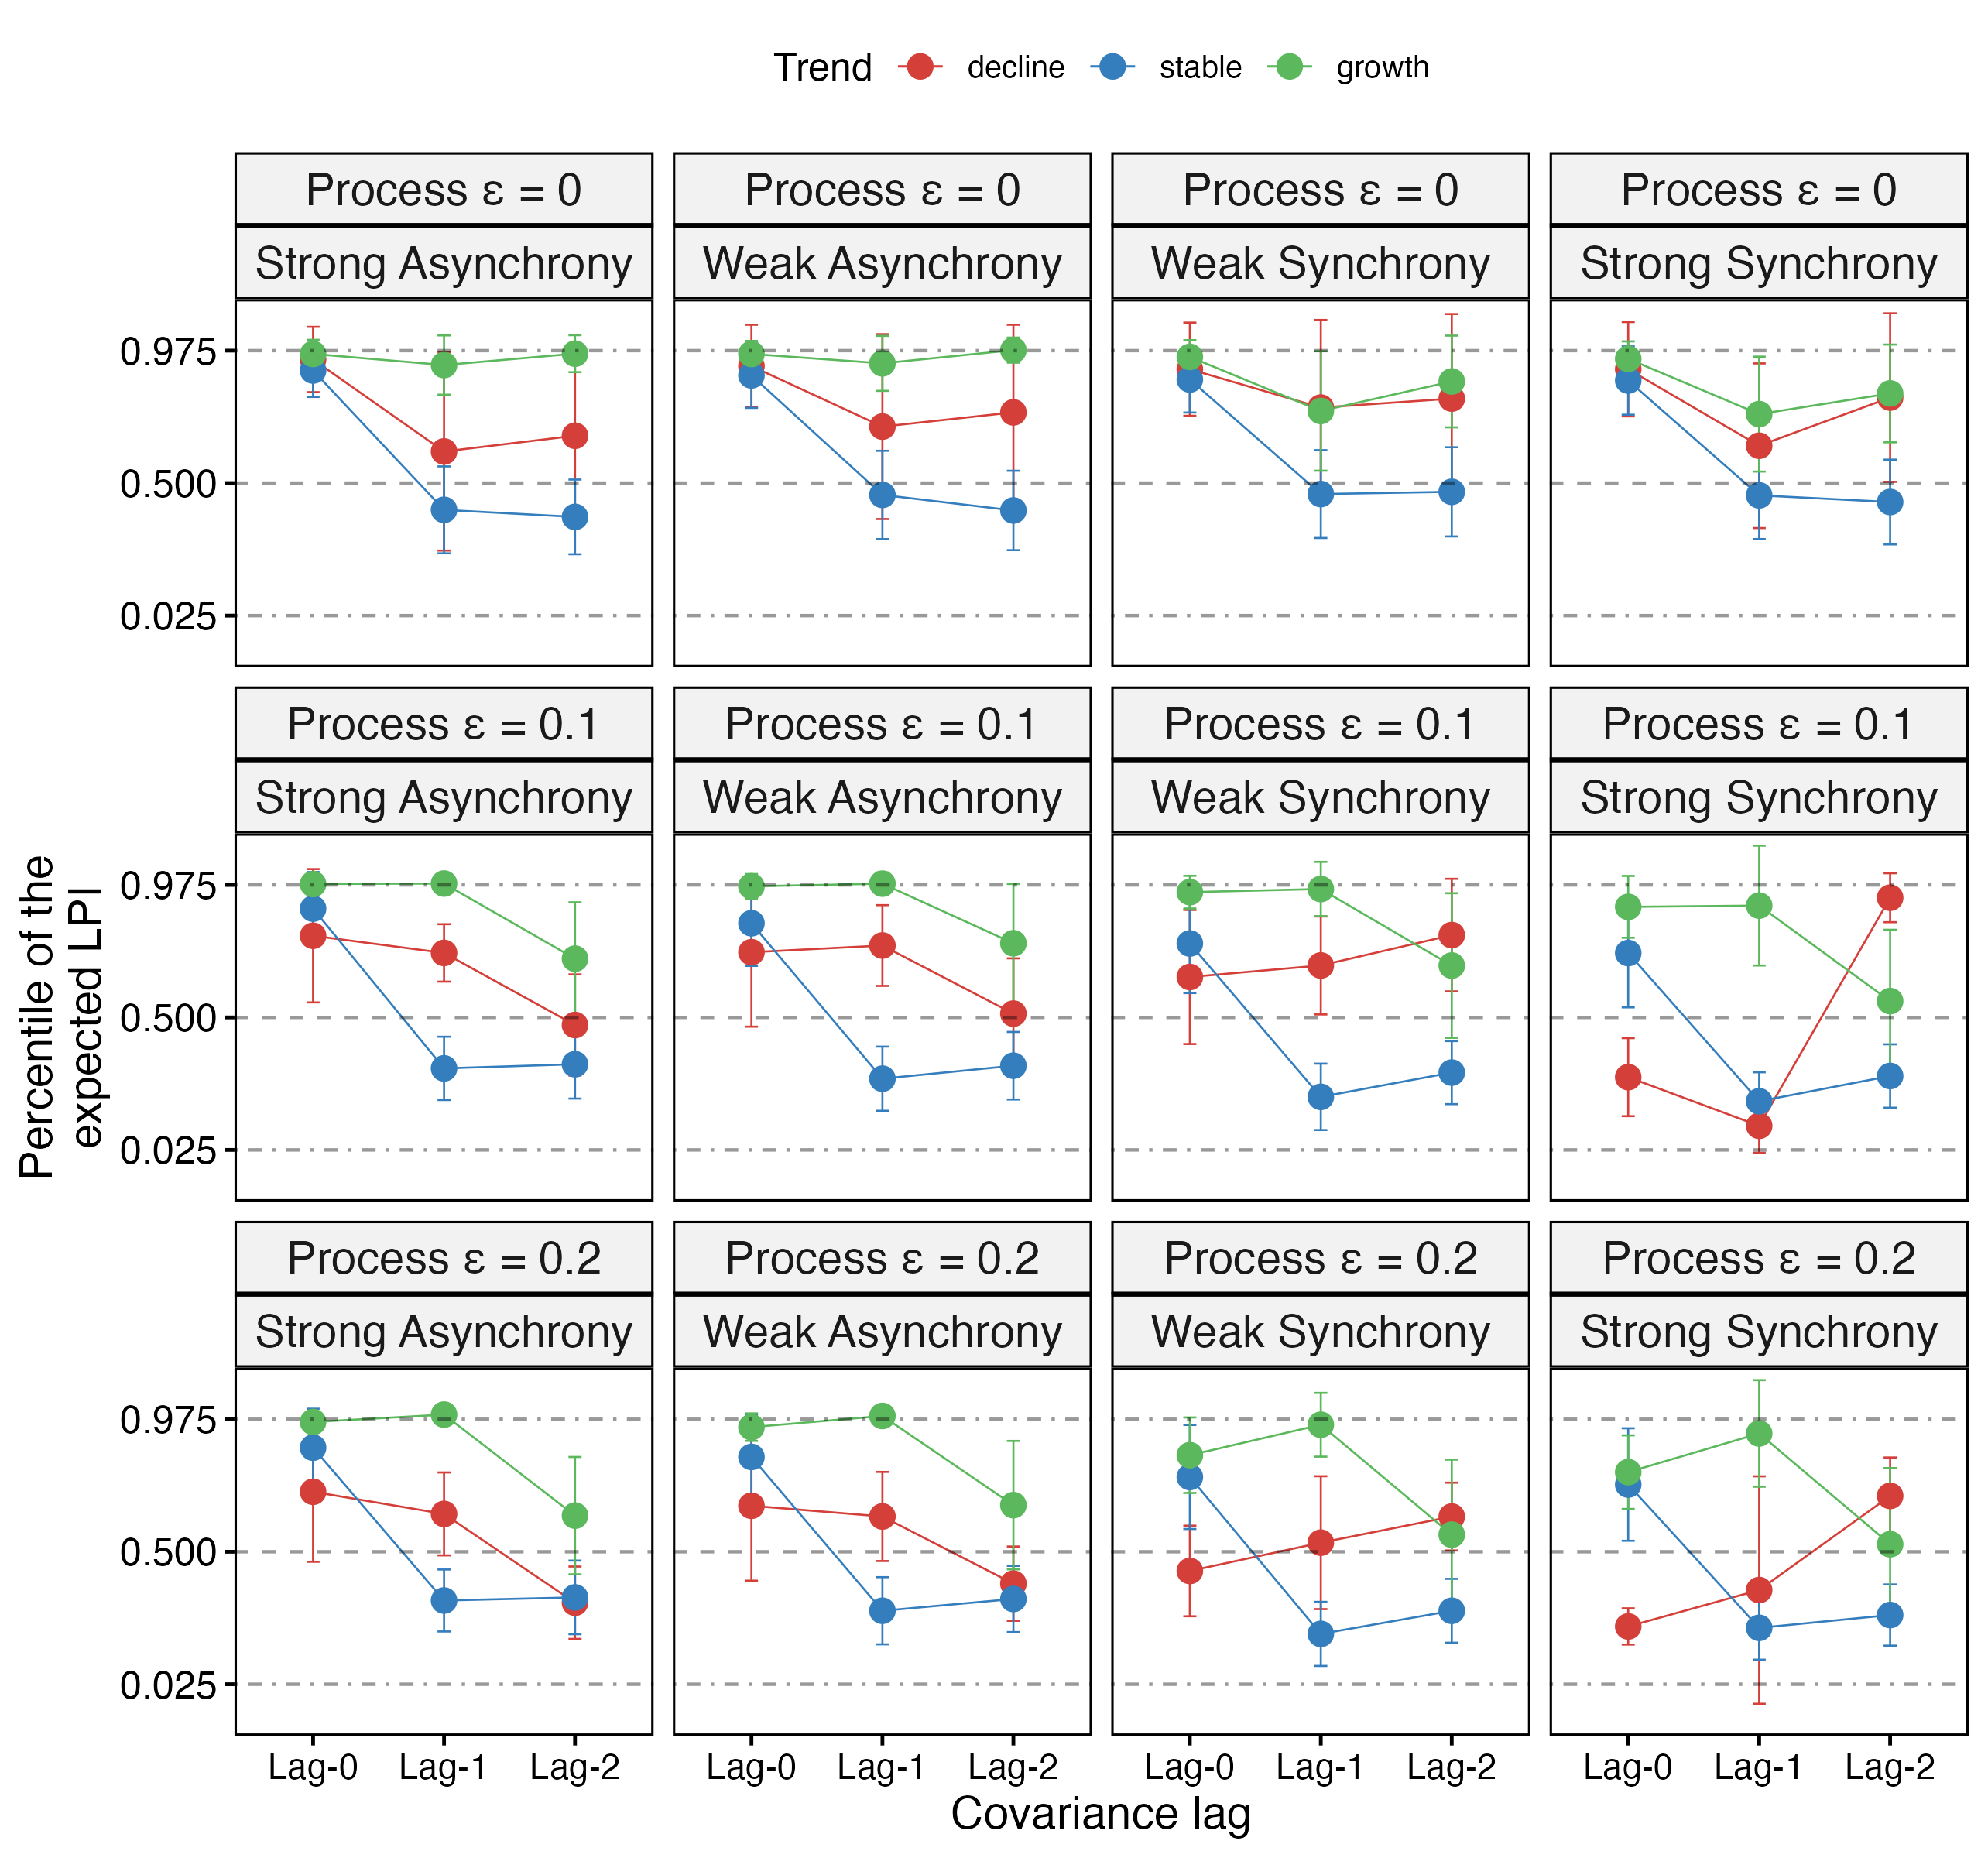 Trend decline stable growth
Process ε = 0 Process ε = 0 Process ε = 0 Process ε = 0
Strong Asynchrony Weak Asynchrony Weak Synchrony Strong Synchrony
0.975
0.500
0.025
Process ε = 0.1 Process ε = 0.1 Process ε = 0.1 Process ε = 0.1
Strong Asynchrony Weak Asynchrony Weak Synchrony Strong Synchrony
0.975
0.500
0.025
Percentile of the
expected LPI
Process ε = 0.2 Process ε = 0.2 Process ε = 0.2 Process ε = 0.2
Strong Asynchrony Weak Asynchrony Weak Synchrony Strong Synchrony
0.975
0.500
0.025
Lag-0 Lag-1 Lag-2 Lag-0 Lag-1 Lag-2 Lag-0 Lag-1 Lag-2 Lag-0 Lag-1 Lag-2
Covariance lag